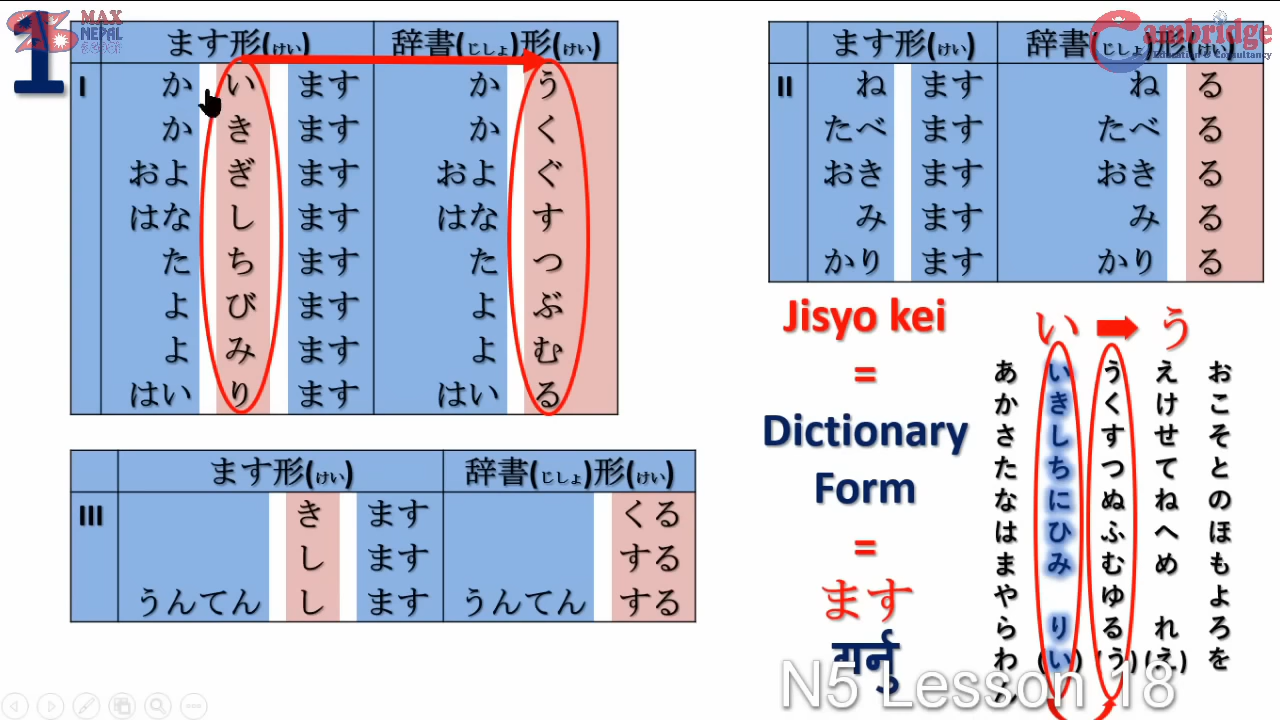 1
MAX
NEPAL
Cambridge
Education & Consultancy
ます形(けい) 辞書(じしょ)形(けい)
I か い ます か う
か き ます か く
およ ぎ ます およ ぐ
はな し ます はな す
た ち ます た つ
よ び ます よ ぶ
よ み ます よ む
はい り ます はい る
ます形(けい) 辞書(じしょ)形(けい)
II ね ます ね る
たべ ます たべ る
おき ます おき る
み ます み る
かり ます かり る
ます形(けい) 辞書(じしょ)形(けい)
III き ます くる
し ます する
うんてん し ます うんてん する
Jisyo kei
=
Dictionary
Form
=
ます
गर्नु
い う
あ い う え お
か き く け こ
さ し す せ そ
た ち つ て と
な に ぬ ね の
は ひ ふ へ ほ
ま み む め も
や ゆ よ
ら り る れ ろ
わ (い) (う) (え) を
ん
N5 Lesson 18